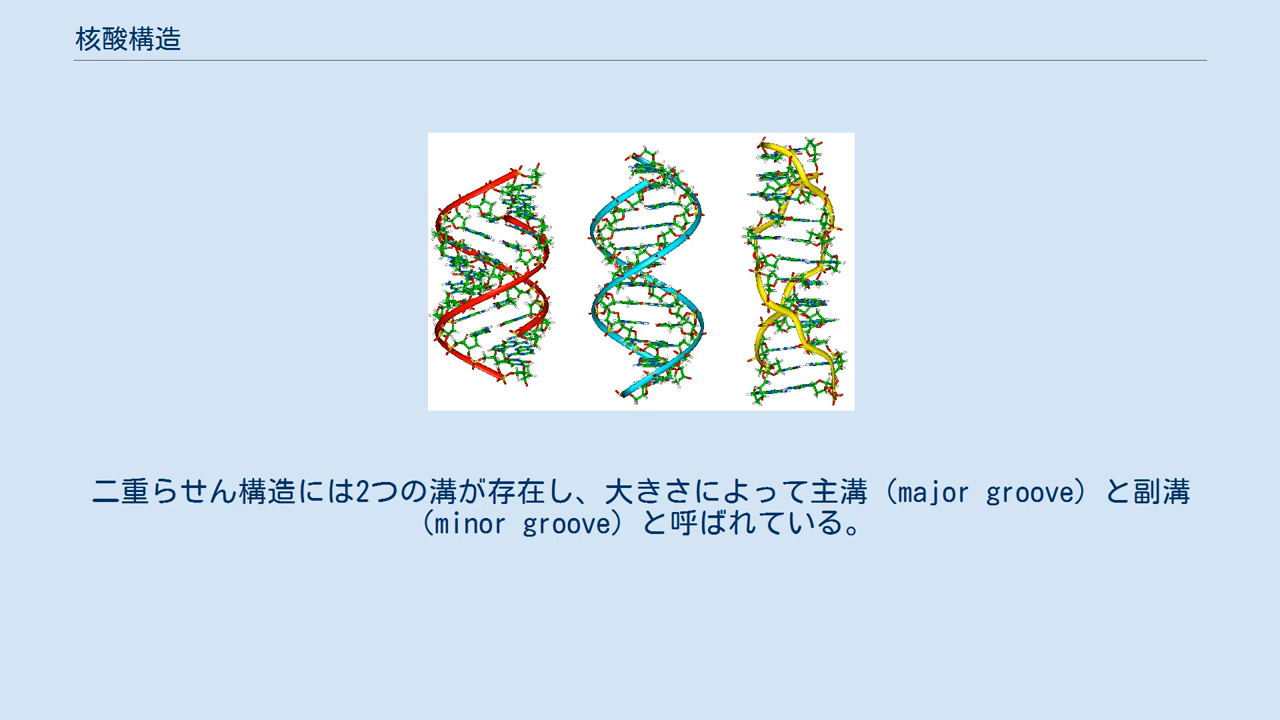 核酸構造
二重らせん構造には2つの溝が存在し、大きさによって主溝（major groove）と副溝
（minor groove）と呼ばれている。